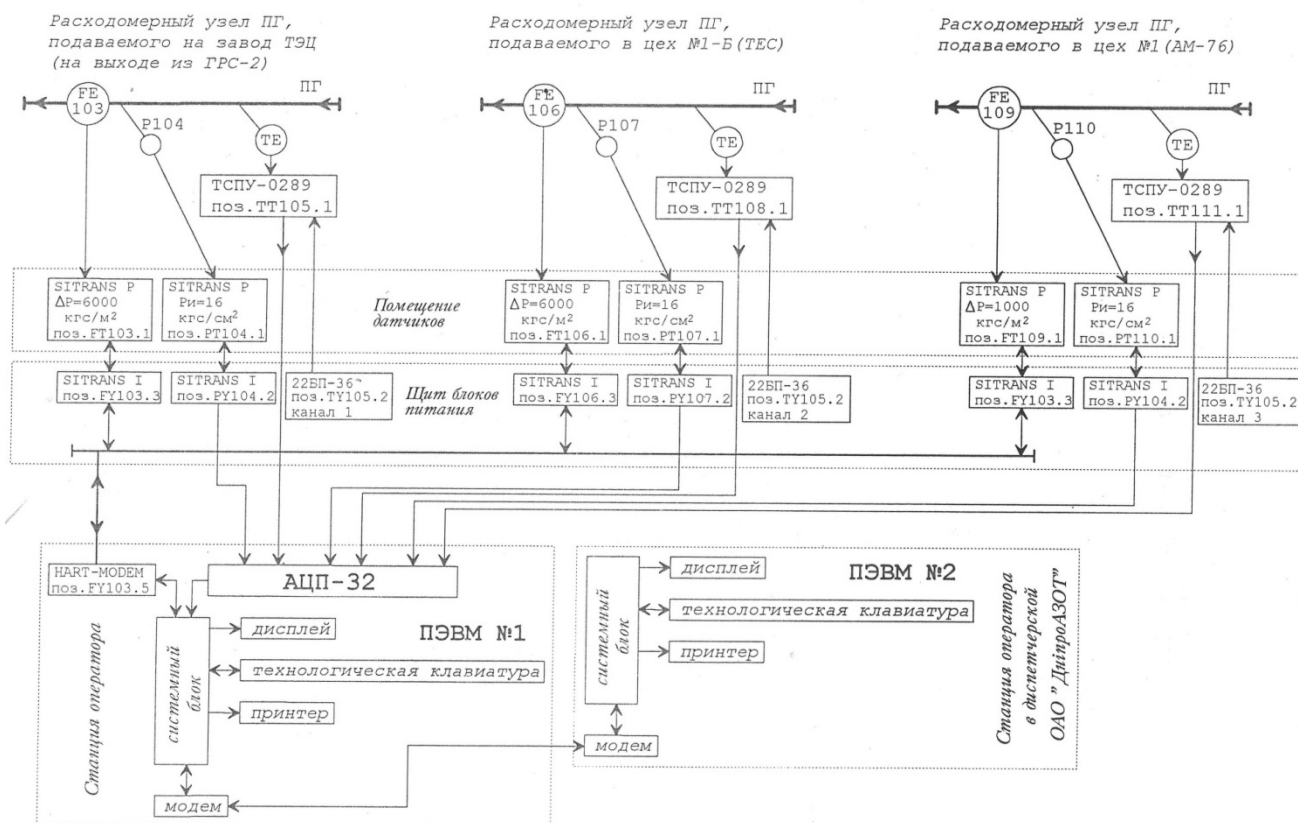 Расходомерный узел ПГ,
подаваемого на завод ТЭЦ
(на выходе из ГРС-2)
Расходомерный узел ПГ,
подаваемого в цех №1-Б(ТЕС)
Расходомерный узел ПГ,
подаваемого в цех №1(АМ-76)
FE
103
ПГ
P104
TE
FE
106
ПГ
P107
TE
FE
109
ПГ
P110
TE
ТСПУ-0289
поз.ТТ105.1
ТСПУ-0289
поз.ТТ108.1
ТСПУ-0289
поз.ТТ111.1
SITRANS P
ΔP=6000
кгс/м²
поз.FT103.1
SITRANS P
Ри=16
кгс/см²
поз.PT104.1
Помещение
датчиков
SITRANS P
ΔP=6000
кгс/м²
поз.FT106.1
SITRANS P
Ри=16
кгс/см²
поз.PT107.1
SITRANS P
ΔP=1000
кгс/м²
поз.FT109.1
SITRANS P
Ри=16
кгс/см²
поз.PT110.1
SITRANS I
поз.FY103.3
SITRANS I
поз.PY104.2
22БП-36
поз.TY105.2
канал 1
Щит блоков
питания
SITRANS I
поз.FY106.3
SITRANS I
поз.PY107.2
22БП-36
поз.TY105.2
канал 2
SITRANS I
поз.FY103.3
SITRANS I
поз.PY104.2
22БП-36
поз.TY105.2
канал 3
HART-MODEM
поз.FY103.5
АЦП-32
Станция оператора
системный
блок
дисплей
ПЭВМ №1
технологическая клавиатура
принтер
модем
системный
блок
дисплей
ПЭВМ №2
технологическая клавиатура
принтер
модем
Станция оператора
в диспетчерской
ОАО "ДніпроАЗОТ"